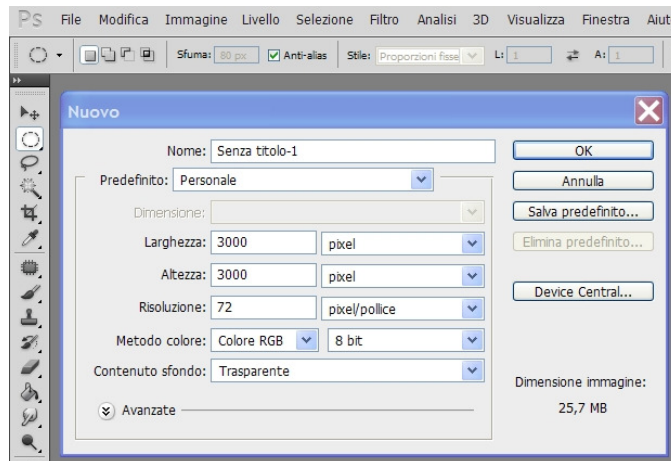 Ps File Modifica Immagine Livello Selezione Filtro Analisi 3D Visualizza Finestra Aiut
Sfuma: 80 px Anti-alias Stile: Proporzioni fisse L: 1 A: 1
Nuovo
Nome: Senza titolo-1 OK
Predefinito: Personale Annulla
Dimensione: Salva predefinito...
Larghezza: 3000 pixel Elimina predefinito...
Altezza: 3000 pixel
Risoluzione: 72 pixel/pollice Device Central...
Metodo colore: Colore RGB 8 bit
Contenuto sfondo: Trasparente
Dimensione immagine:
Avanzate 25,7 MB